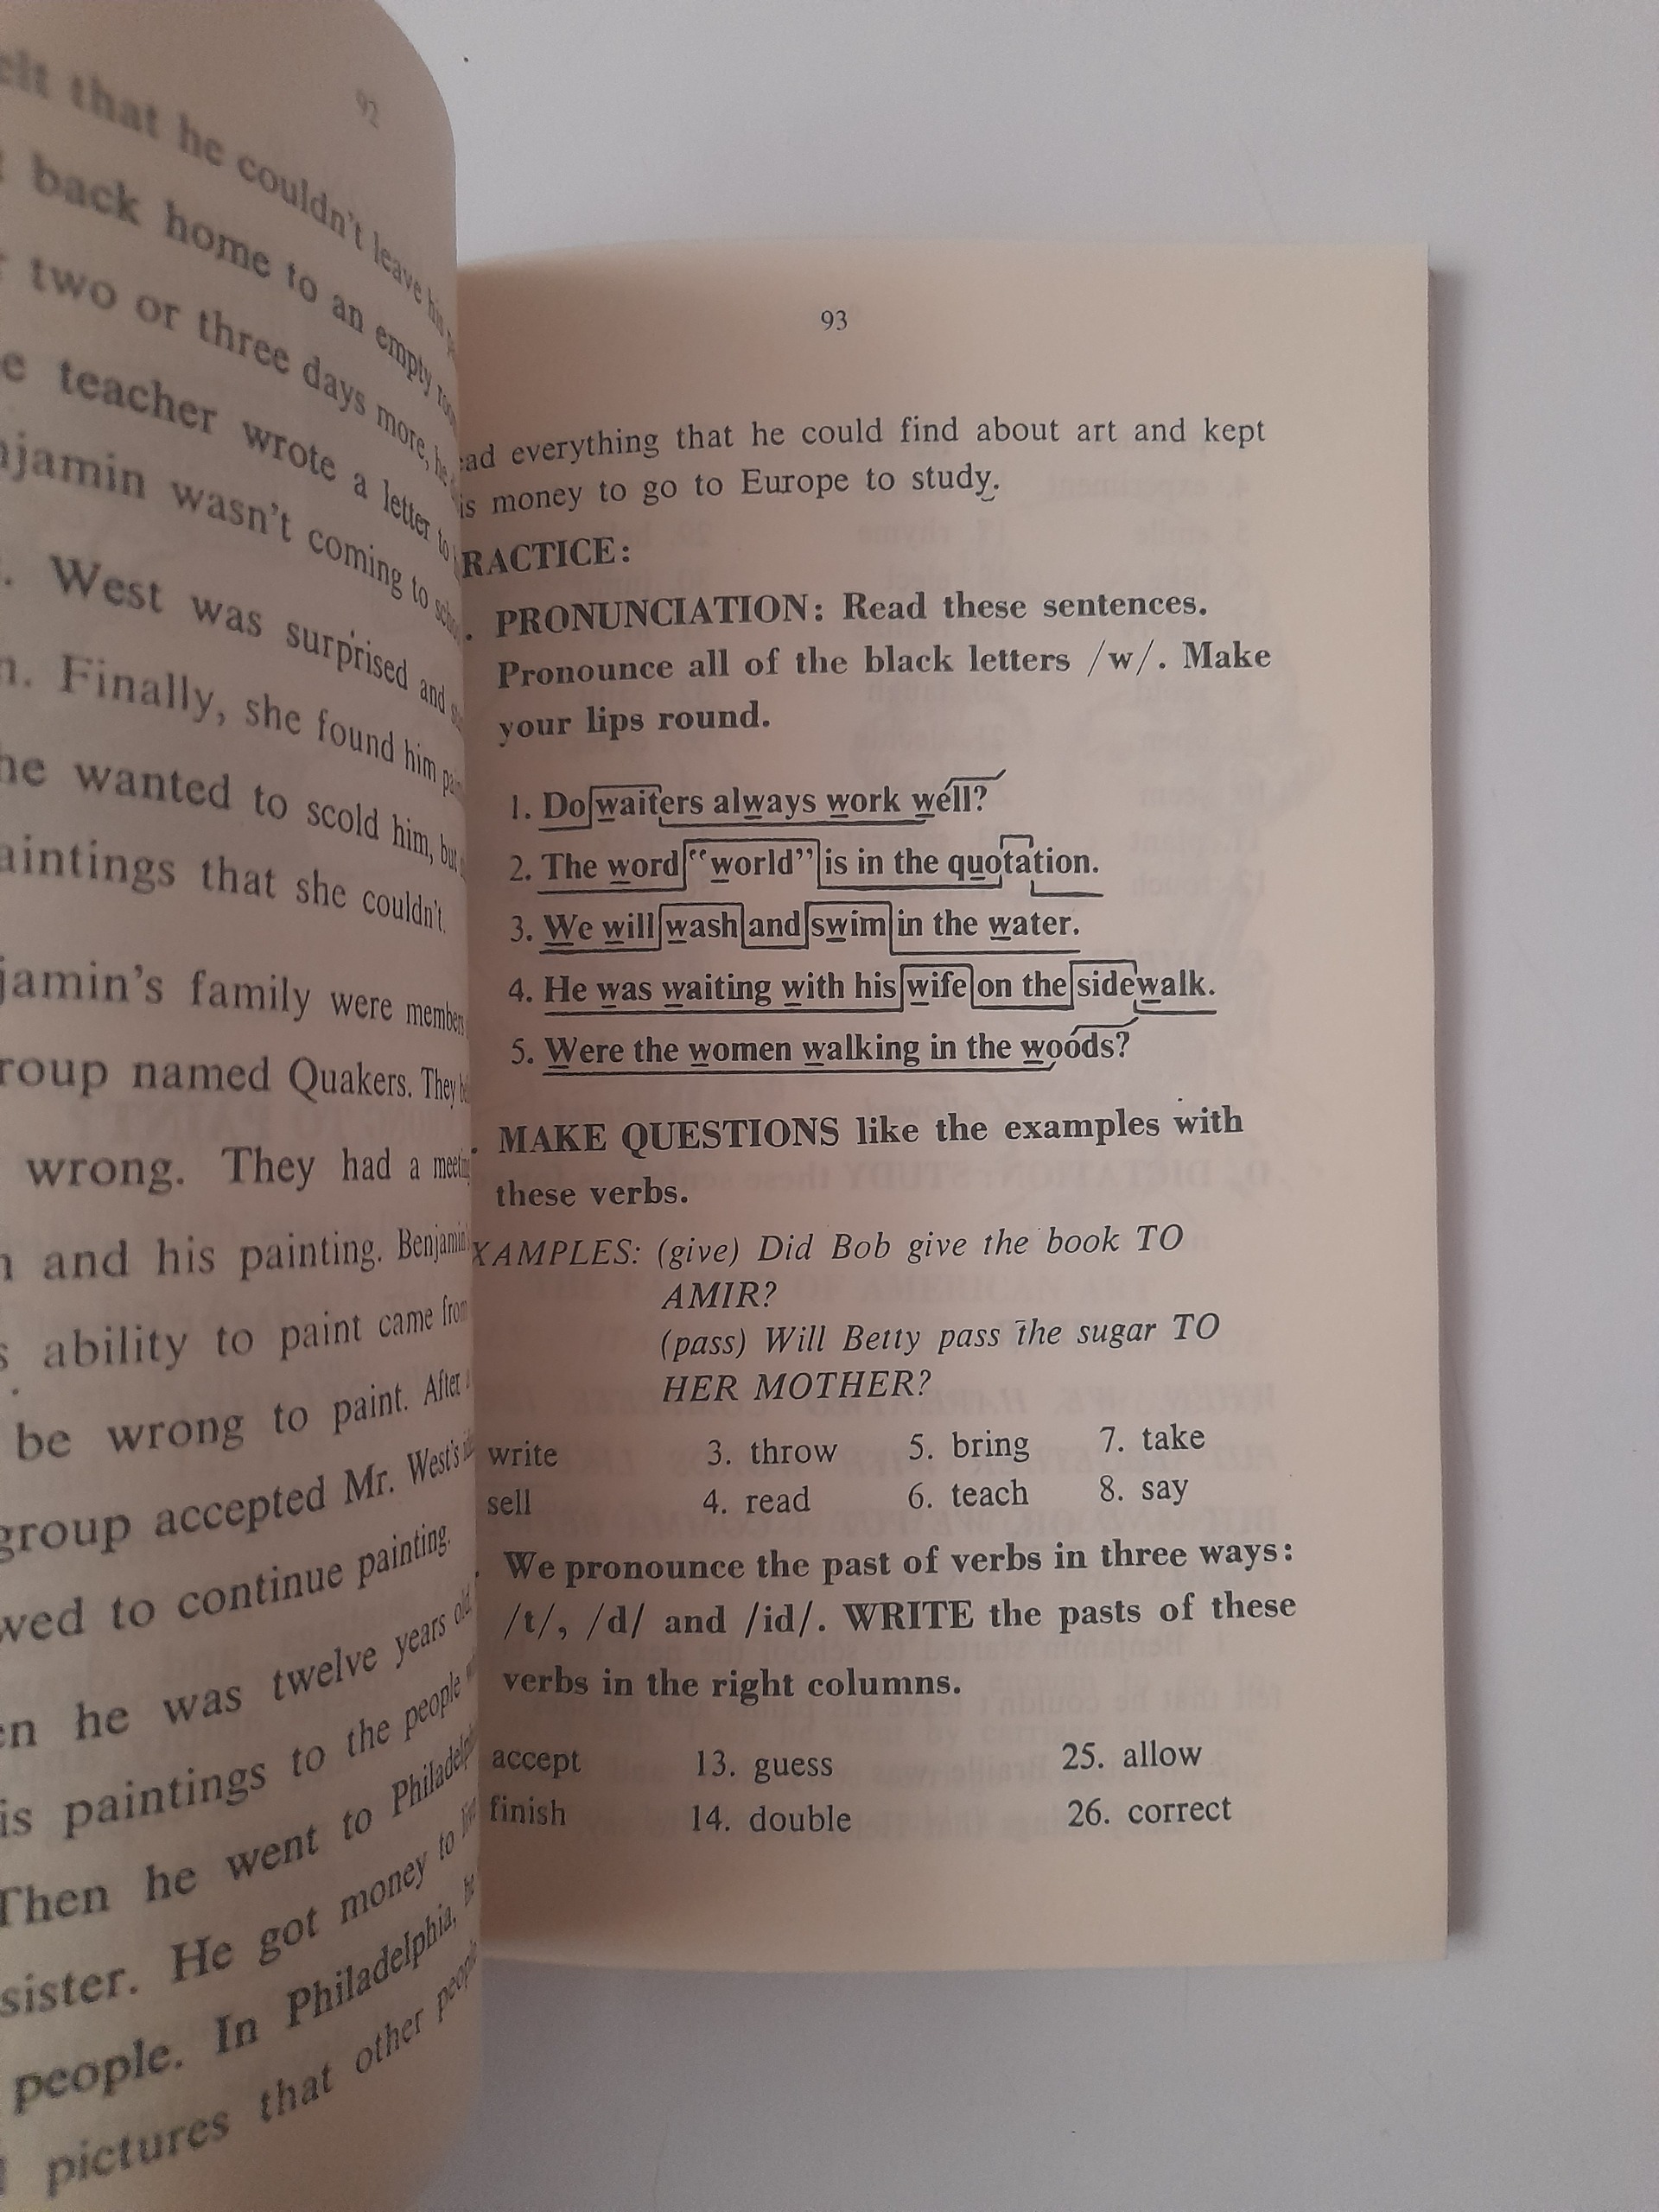 92
elt that he couldn't leave his
back home to an empty
two or three days more, he
teacher wrote a letter to
njamin wasn't coming to
. West was surprised and
n. Finally, she found him
he wanted to scold him, but
aintings that she couldn't.
jamin's family were members
roup named Quakers. They
wrong. They had a
n and his painting. Benjamin
s ability to paint came from
be wrong to paint. After
group accepted Mr. West's
wed to continue painting.
en he was twelve years old
is paintings to the people
Then he went to Philadelphi
sister. He got money to
people. In Philadelphia, he
pictures that other people
93
ead everything that he could find about art and kept
is money to go to Europe to study.
RACTICE:
. PRONUNCIATION: Read these sentences.
Pronounce all of the black letters /w/. Make
your lips round.
1. Do waiters always work well?
2. The word "world" is in the quotation.
3. We will wash and swim in the water.
4. He was waiting with his wife on the sidewalk.
5. Were the women walking in the woods?
. MAKE QUESTIONS like the examples with
these verbs.
XAMPLES: (give) Did Bob give the book TO
AMIR?
(pass) Will Betty pass the sugar TO
HER MOTHER?
write 3. throw 5. bring 7. take
sell 4. read 6. teach 8. say
. We pronounce the past of verbs in three ways:
/t/, /d/ and /id/. WRITE the pasts of these
verbs in the right columns.
accept 13. guess 25. allow
finish 14. double 26. correct